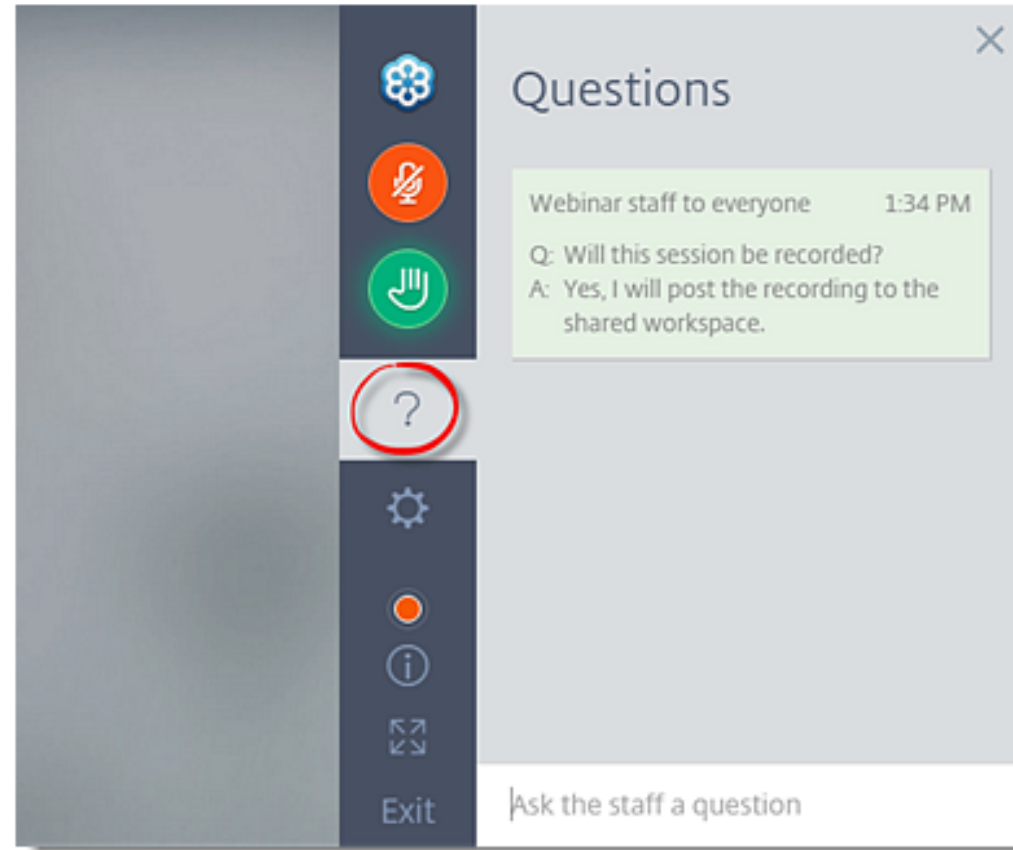 Questions
Webinar staff to everyone 1:34 PM
Q: Will this session be recorded?
A: Yes, I will post the recording to the
shared workspace.
?
Exit
Ask the staff a question